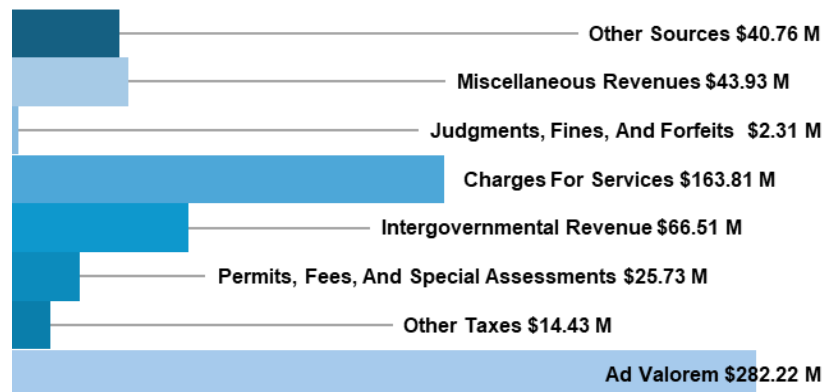 Other Sources $40.76 M
Miscellaneous Revenues $43.93 M
Judgments, Fines, And Forfeits $2.31 M
Charges For Services $163.81 M
Intergovernmental Revenue $66.51 M
Permits, Fees, And Special Assessments $25.73 M
Other Taxes $14.43 M
Ad Valorem $282.22 M